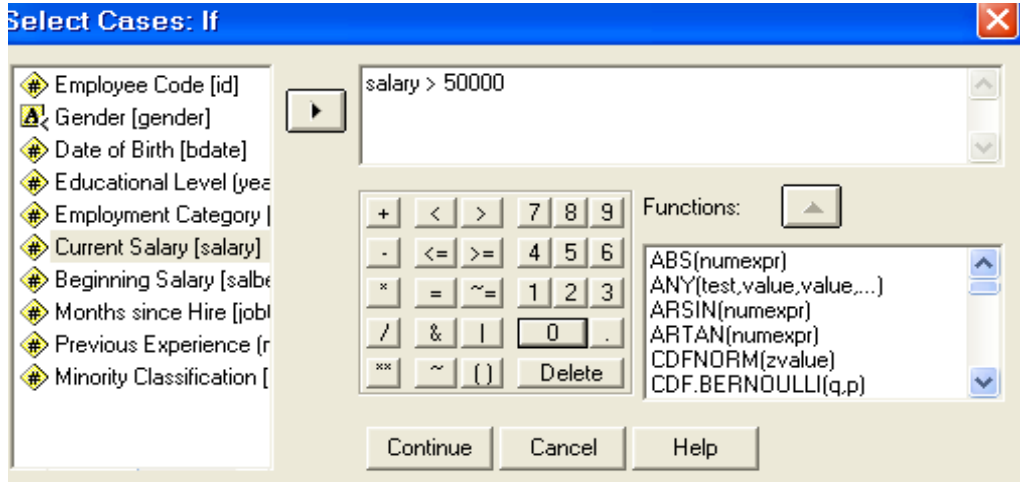 Select Cases: If
Employee Code [id]
Gender [gender]
Date of Birth [bdate]
Educational Level (yea
Employment Category [
Current Salary [salary]
Beginning Salary [salbe
Months since Hire [jobt
Previous Experience (r
Minority Classification [
salary > 50000
+ < > 7 8 9
- <= >= 4 5 6
* = ~= 1 2 3
/ & | 0 .
** ~ ( ) Delete
Functions:
ABS(numexpr)
ANY(test,value,value,...)
ARSIN(numexpr)
ARTAN(numexpr)
CDFNORM(zvalue)
CDF.BERNOULLI(q,p)
Continue Cancel Help